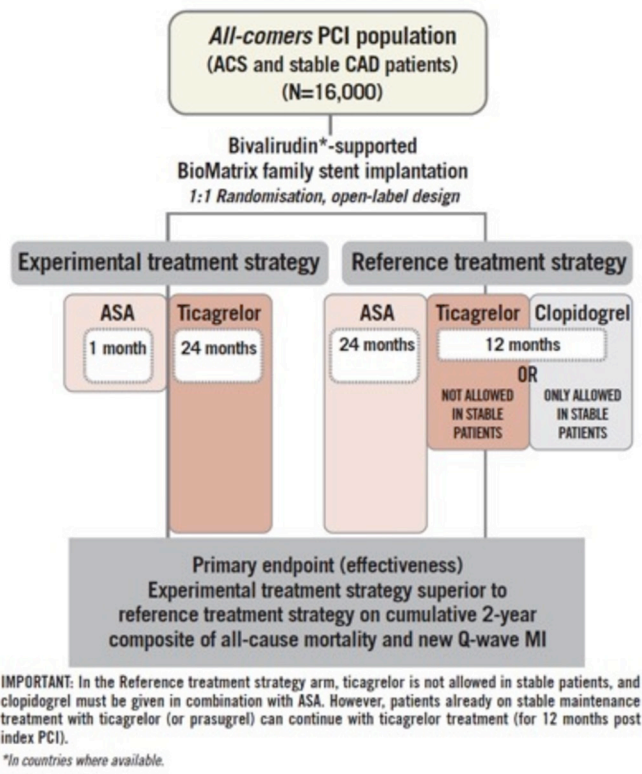 All-comers PCI population
(ACS and stable CAD patients)
(N=16,000)
Bivalirudin*-supported
BioMatrix family stent implantation
1:1 Randomisation, open-label design
Experimental treatment strategy
Reference treatment strategy
ASA
1 month
Ticagrelor
24 months
ASA
24 months
Ticagrelor
Clopidogrel
12 months
OR
NOT ALLOWED
IN STABLE
PATIENTS
ONLY ALLOWED
IN STABLE
PATIENTS
Primary endpoint (effectiveness)
Experimental treatment strategy superior to
reference treatment strategy on cumulative 2-year
composite of all-cause mortality and new Q-wave MI
IMPORTANT: In the Reference treatment strategy arm, ticagrelor is not allowed in stable patients, and
clopidogrel must be given in combination with ASA. However, patients already on stable maintenance
treatment with ticagrelor (or prasugrel) can continue with ticagrelor treatment (for 12 months post
index PCI).
*In countries where available.